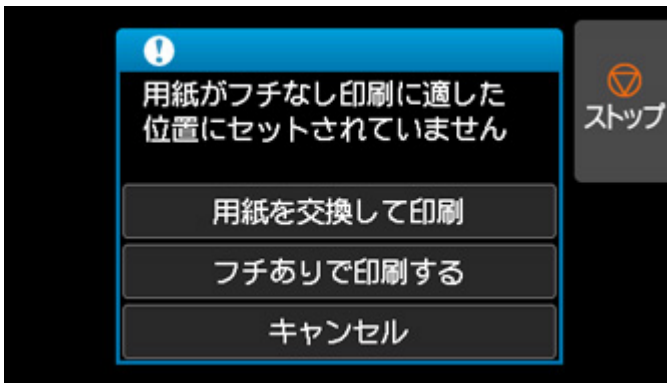 用紙がフチなし印刷に適した
位置にセットされていません
ストップ
用紙を交換して印刷
フチありで印刷する
キャンセル